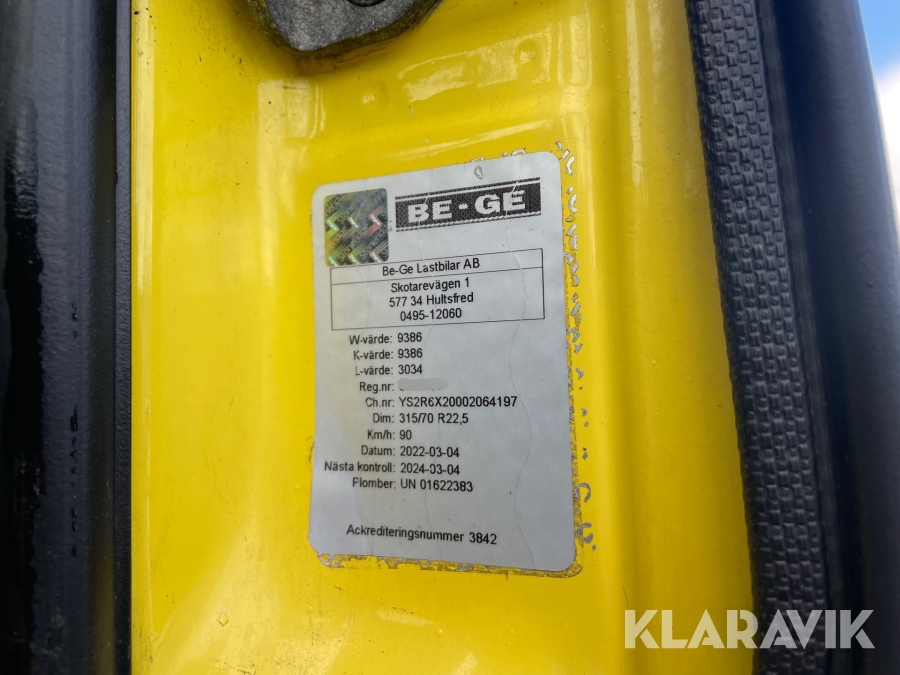 BE-GE
Be-Ge Lastbilar AB
Skotarevägen 1
577 34 Hultsfred
0495-12060
W-värde: 9386
K-värde: 9386
L-värde: 3034
Reg.nr:
Ch.nr: YS2R6X20002064197
Dim: 315/70 R22,5
Km/h: 90
Datum: 2022-03-04
Nästa kontroll: 2024-03-04
Plomber: UN 01622383
Ackrediteringsnummer 3842
KLARAVIK